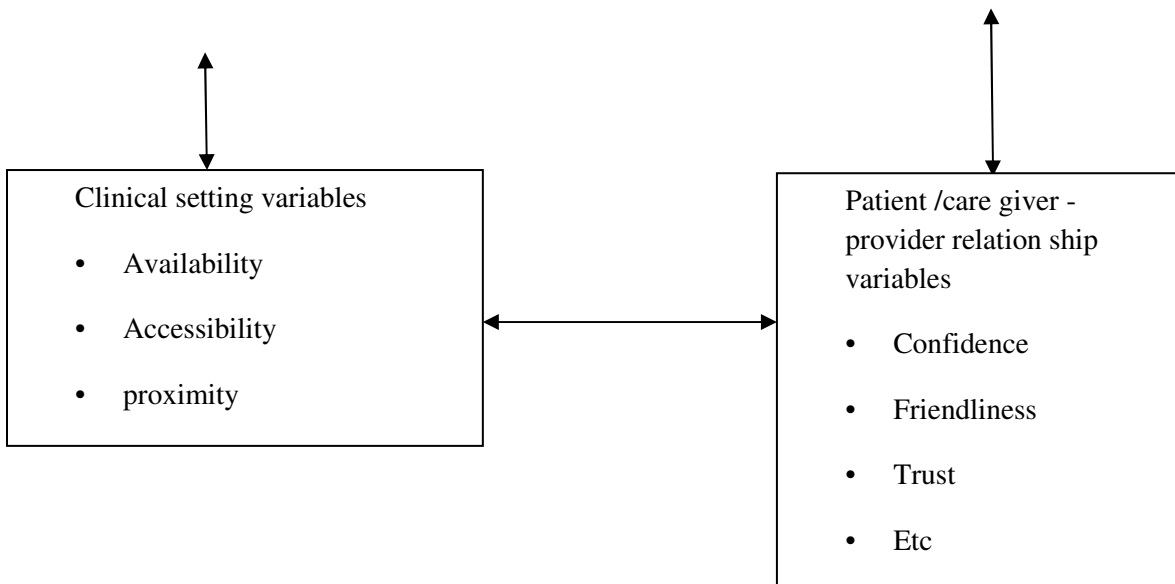 Clinical setting variables
• Availability
• Accessibility
• proximity
Patient /care giver -
provider relation ship
variables
• Confidence
• Friendliness
• Trust
• Etc